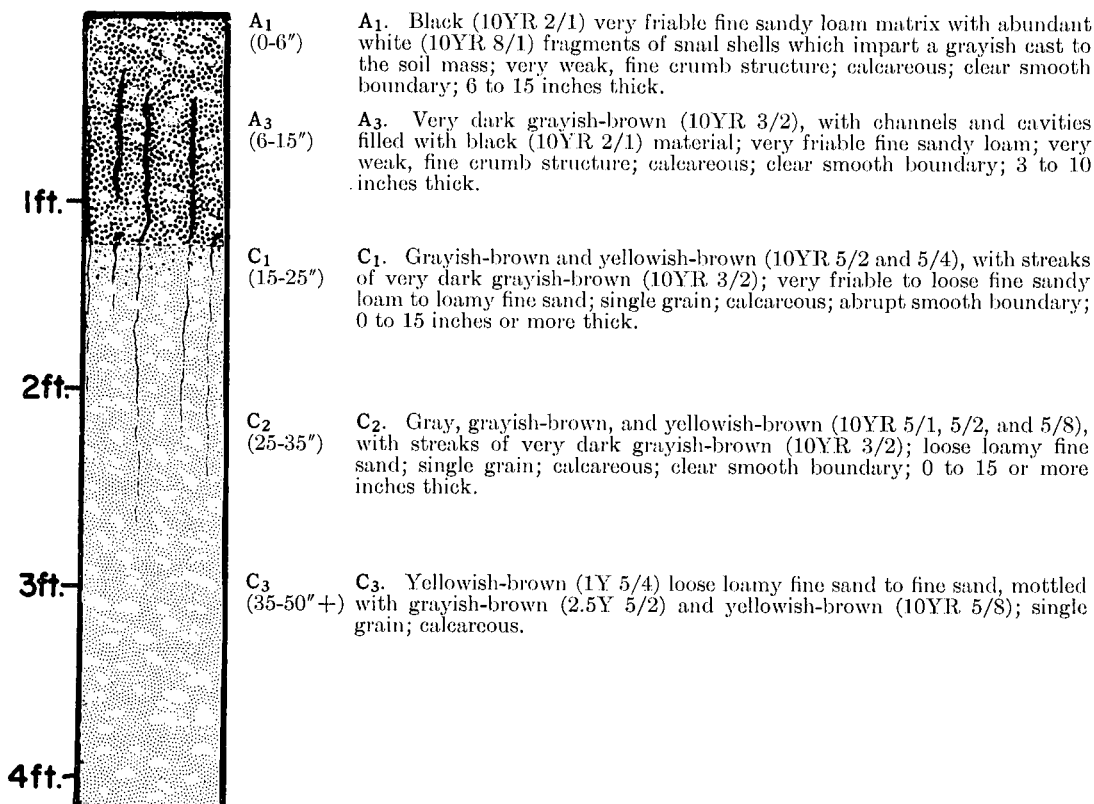 A1
(0-6″)
A1. Black (10YR 2/1) very friable fine sandy loam matrix with abundant
white (10YR 8/1) fragments of snail shells which impart a grayish cast to
the soil mass; very weak, fine crumb structure; calcareous; clear smooth
boundary; 6 to 15 inches thick.
A3
(6-15″)
A3. Very dark grayish-brown (10YR 3/2), with channels and cavities
filled with black (10YR 2/1) material; very friable fine sandy loam; very
weak, fine crumb structure; calcareous; clear smooth boundary; 3 to 10
inches thick.
1ft.
C1
(15-25″)
C1. Grayish-brown and yellowish-brown (10YR 5/2 and 5/4), with streaks
of very dark grayish-brown (10YR 3/2); very friable to loose fine sandy
loam to loamy fine sand; single grain; calcareous; abrupt smooth boundary;
0 to 15 inches or more thick.
2ft.
C2
(25-35″)
C2. Gray, grayish-brown, and yellowish-brown (10YR 5/1, 5/2, and 5/8),
with streaks of very dark grayish-brown (10YR 3/2); loose loamy fine
sand; single grain; calcareous; clear smooth boundary; 0 to 15 or more
inches thick.
3ft.
C3
(35-50″+)
C3. Yellowish-brown (1Y 5/4) loose loamy fine sand to fine sand, mottled
with grayish-brown (2.5Y 5/2) and yellowish-brown (10YR 5/8); single
grain; calcareous.
4ft.